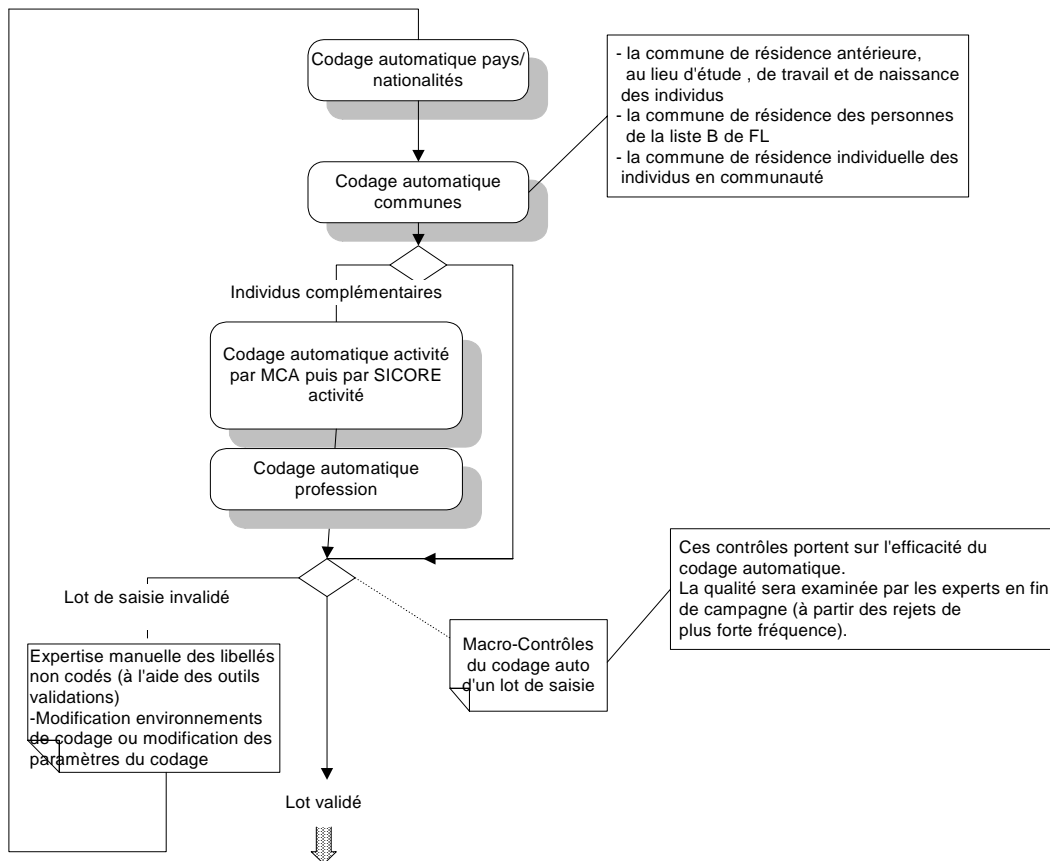 Codage automatique pays/
nationalités
- la commune de résidence antérieure,
au lieu d'étude , de travail et de naissance
des individus
- la commune de résidence des personnes
de la liste B de FL
- la commune de résidence individuelle des
individus en communauté
Codage automatique
communes
Individus complémentaires
Codage automatique activité
par MCA puis par SICORE
activité
Codage automatique
profession
Ces contrôles portent sur l'efficacité du
codage automatique.
La qualité sera examinée par les experts en fin
de campagne (à partir des rejets de
plus forte fréquence).
Lot de saisie invalidé
Macro-Contrôles
du codage auto
d'un lot de saisie
Expertise manuelle des libellés
non codés (à l'aide des outils
validations)
-Modification environnements
de codage ou modification des
paramètres du codage
Lot validé